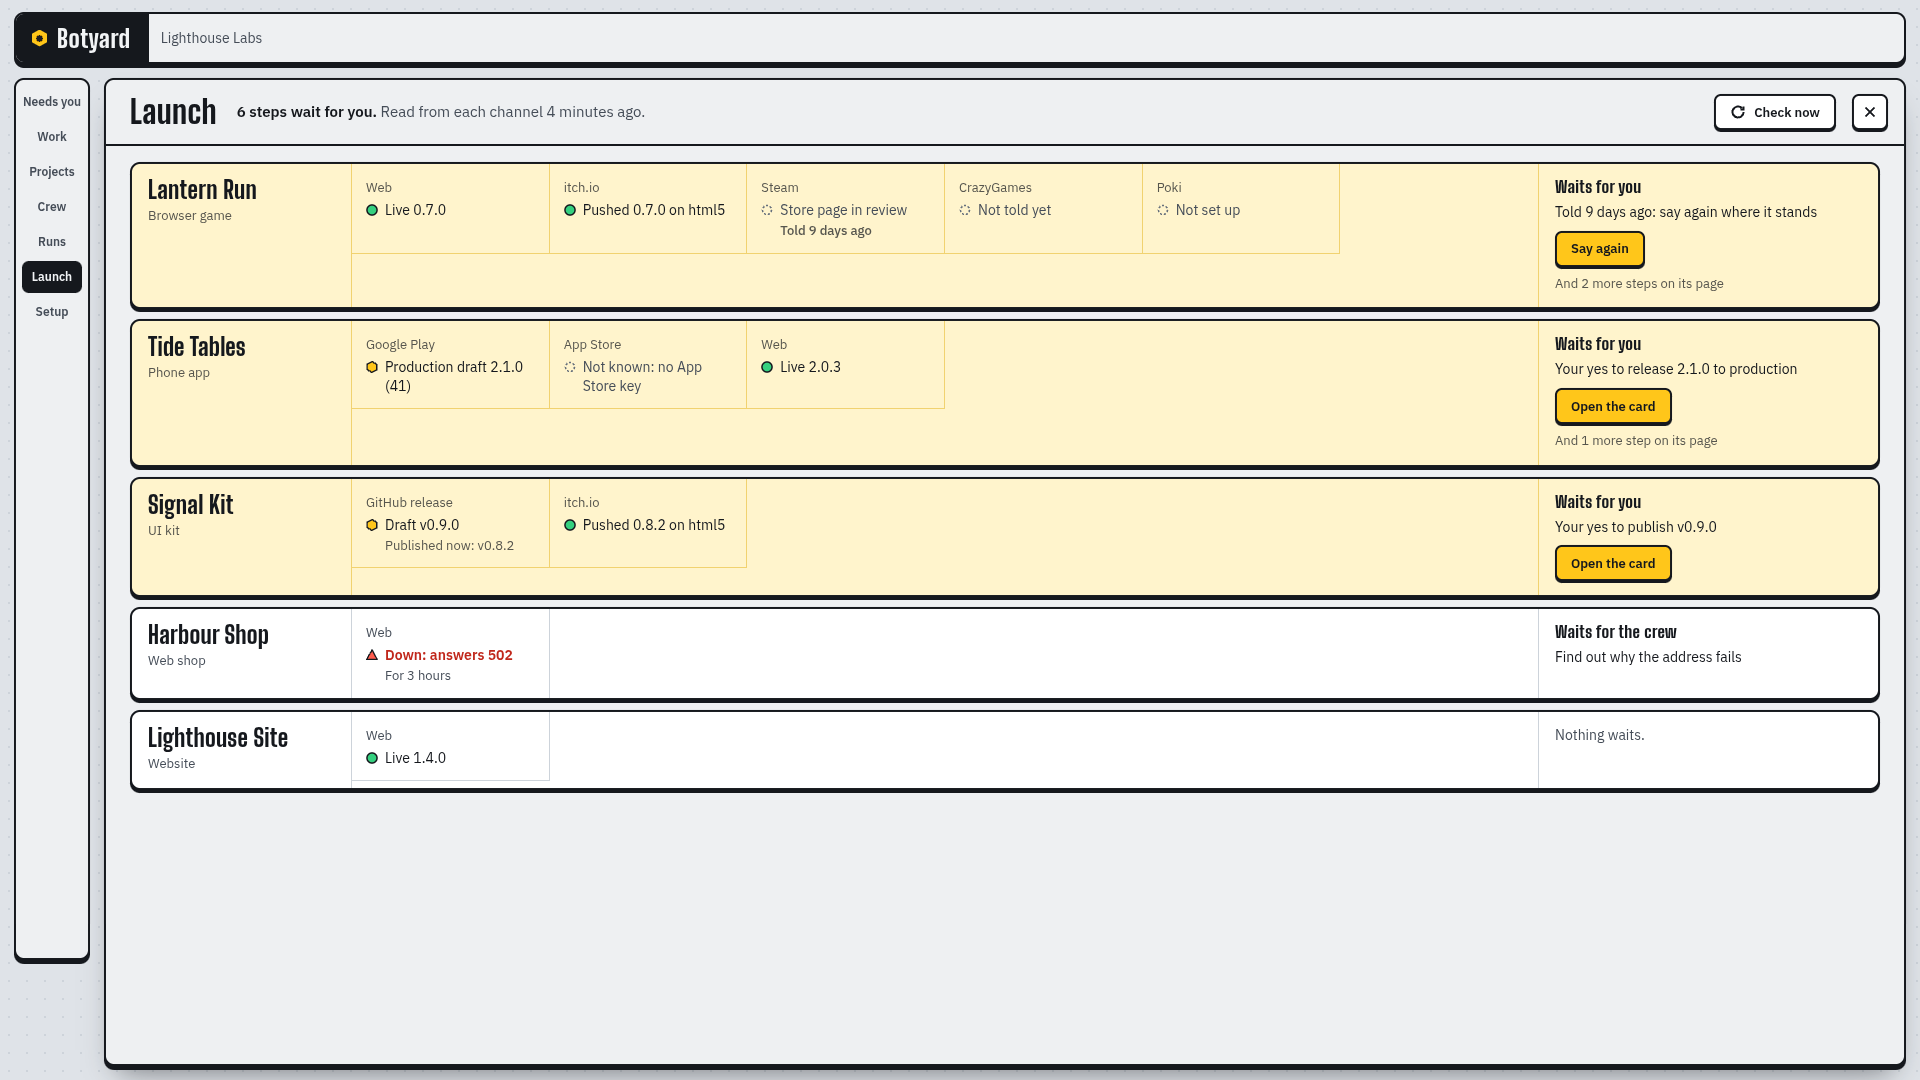 Botyard
Lighthouse Labs
Needs you
Work
Projects
Crew
Runs
Launch
Setup
Launch
6 steps wait for you. Read from each channel 4 minutes ago.
Check now
Lantern Run
Browser game
Web
Live 0.7.0
itch.io
Pushed 0.7.0 on html5
Steam
Store page in review
Told 9 days ago
CrazyGames
Not told yet
Poki
Not set up
Waits for you
Told 9 days ago: say again where it stands
Say again
And 2 more steps on its page
Tide Tables
Phone app
Google Play
Production draft 2.1.0
(41)
App Store
Not known: no App
Store key
Web
Live 2.0.3
Waits for you
Your yes to release 2.1.0 to production
Open the card
And 1 more step on its page
Signal Kit
UI kit
GitHub release
Draft v0.9.0
Published now: v0.8.2
itch.io
Pushed 0.8.2 on html5
Waits for you
Your yes to publish v0.9.0
Open the card
Harbour Shop
Web shop
Web
Down: answers 502
For 3 hours
Waits for the crew
Find out why the address fails
Lighthouse Site
Website
Web
Live 1.4.0
Nothing waits.